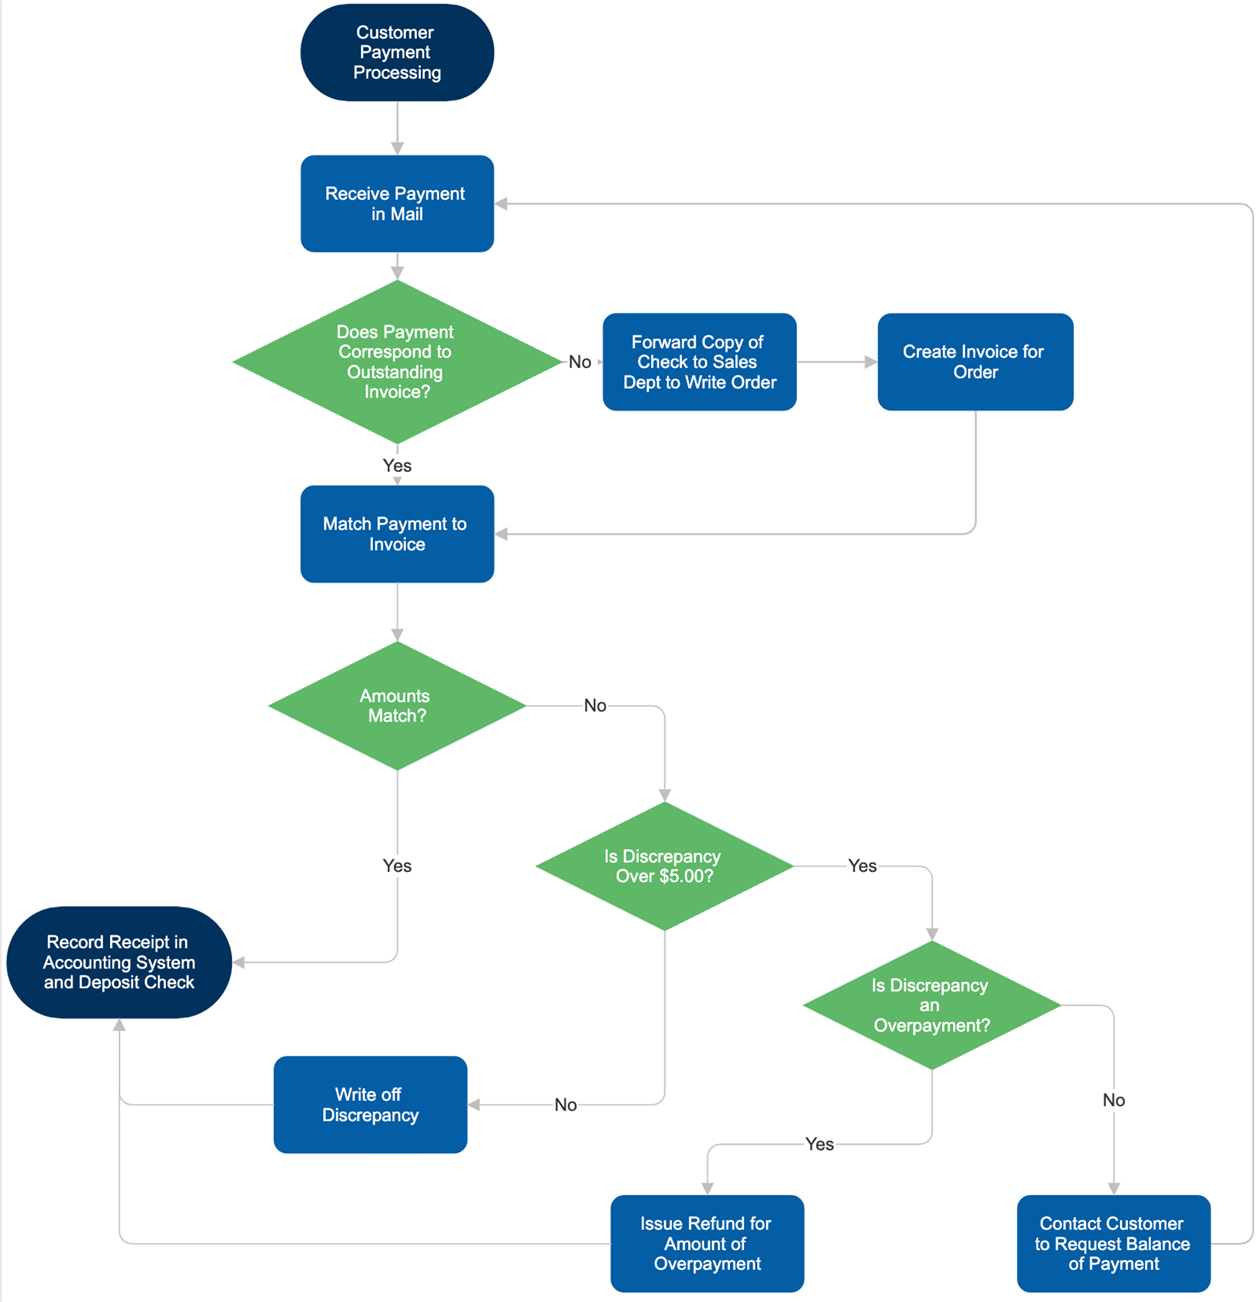 Customer
Payment
Processing
Receive Payment
in Mail
Does Payment
Correspond to
Outstanding
Invoice?
No
Forward Copy of
Check to Sales
Dept to Write Order
Create Invoice for
Order
Yes
Match Payment to
Invoice
Amounts
Match?
No
Yes
Is Discrepancy
Over $5.00?
Yes
Record Receipt in
Accounting System
and Deposit Check
Is Discrepancy
an
Overpayment?
Write off
Discrepancy
No
No
Yes
Issue Refund for
Amount of
Overpayment
Contact Customer
to Request Balance
of Payment